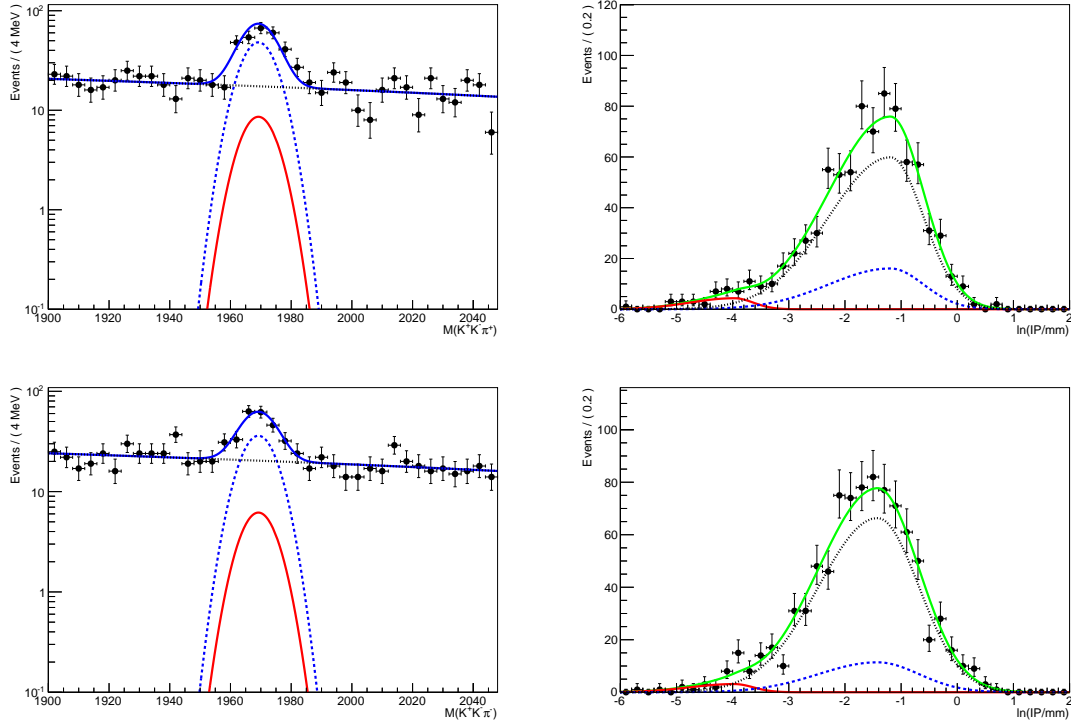 Events / ( 4 MeV )
10²
10
1
10⁻¹
1900 1920 1940 1960 1980 2000 2020 2040
M(K⁺K⁻π⁺)
Events / ( 0.2 )
120
100
80
60
40
20
0
-6 -5 -4 -3 -2 -1 0 1 2
ln(IP/mm)
Events / ( 4 MeV )
10²
10
1
10⁻¹
1900 1920 1940 1960 1980 2000 2020 2040
M(K⁺K⁻π⁻)
Events / ( 0.2 )
140
120
100
80
60
40
20
0
-6 -5 -4 -3 -2 -1 0 1 2
ln(IP/mm)